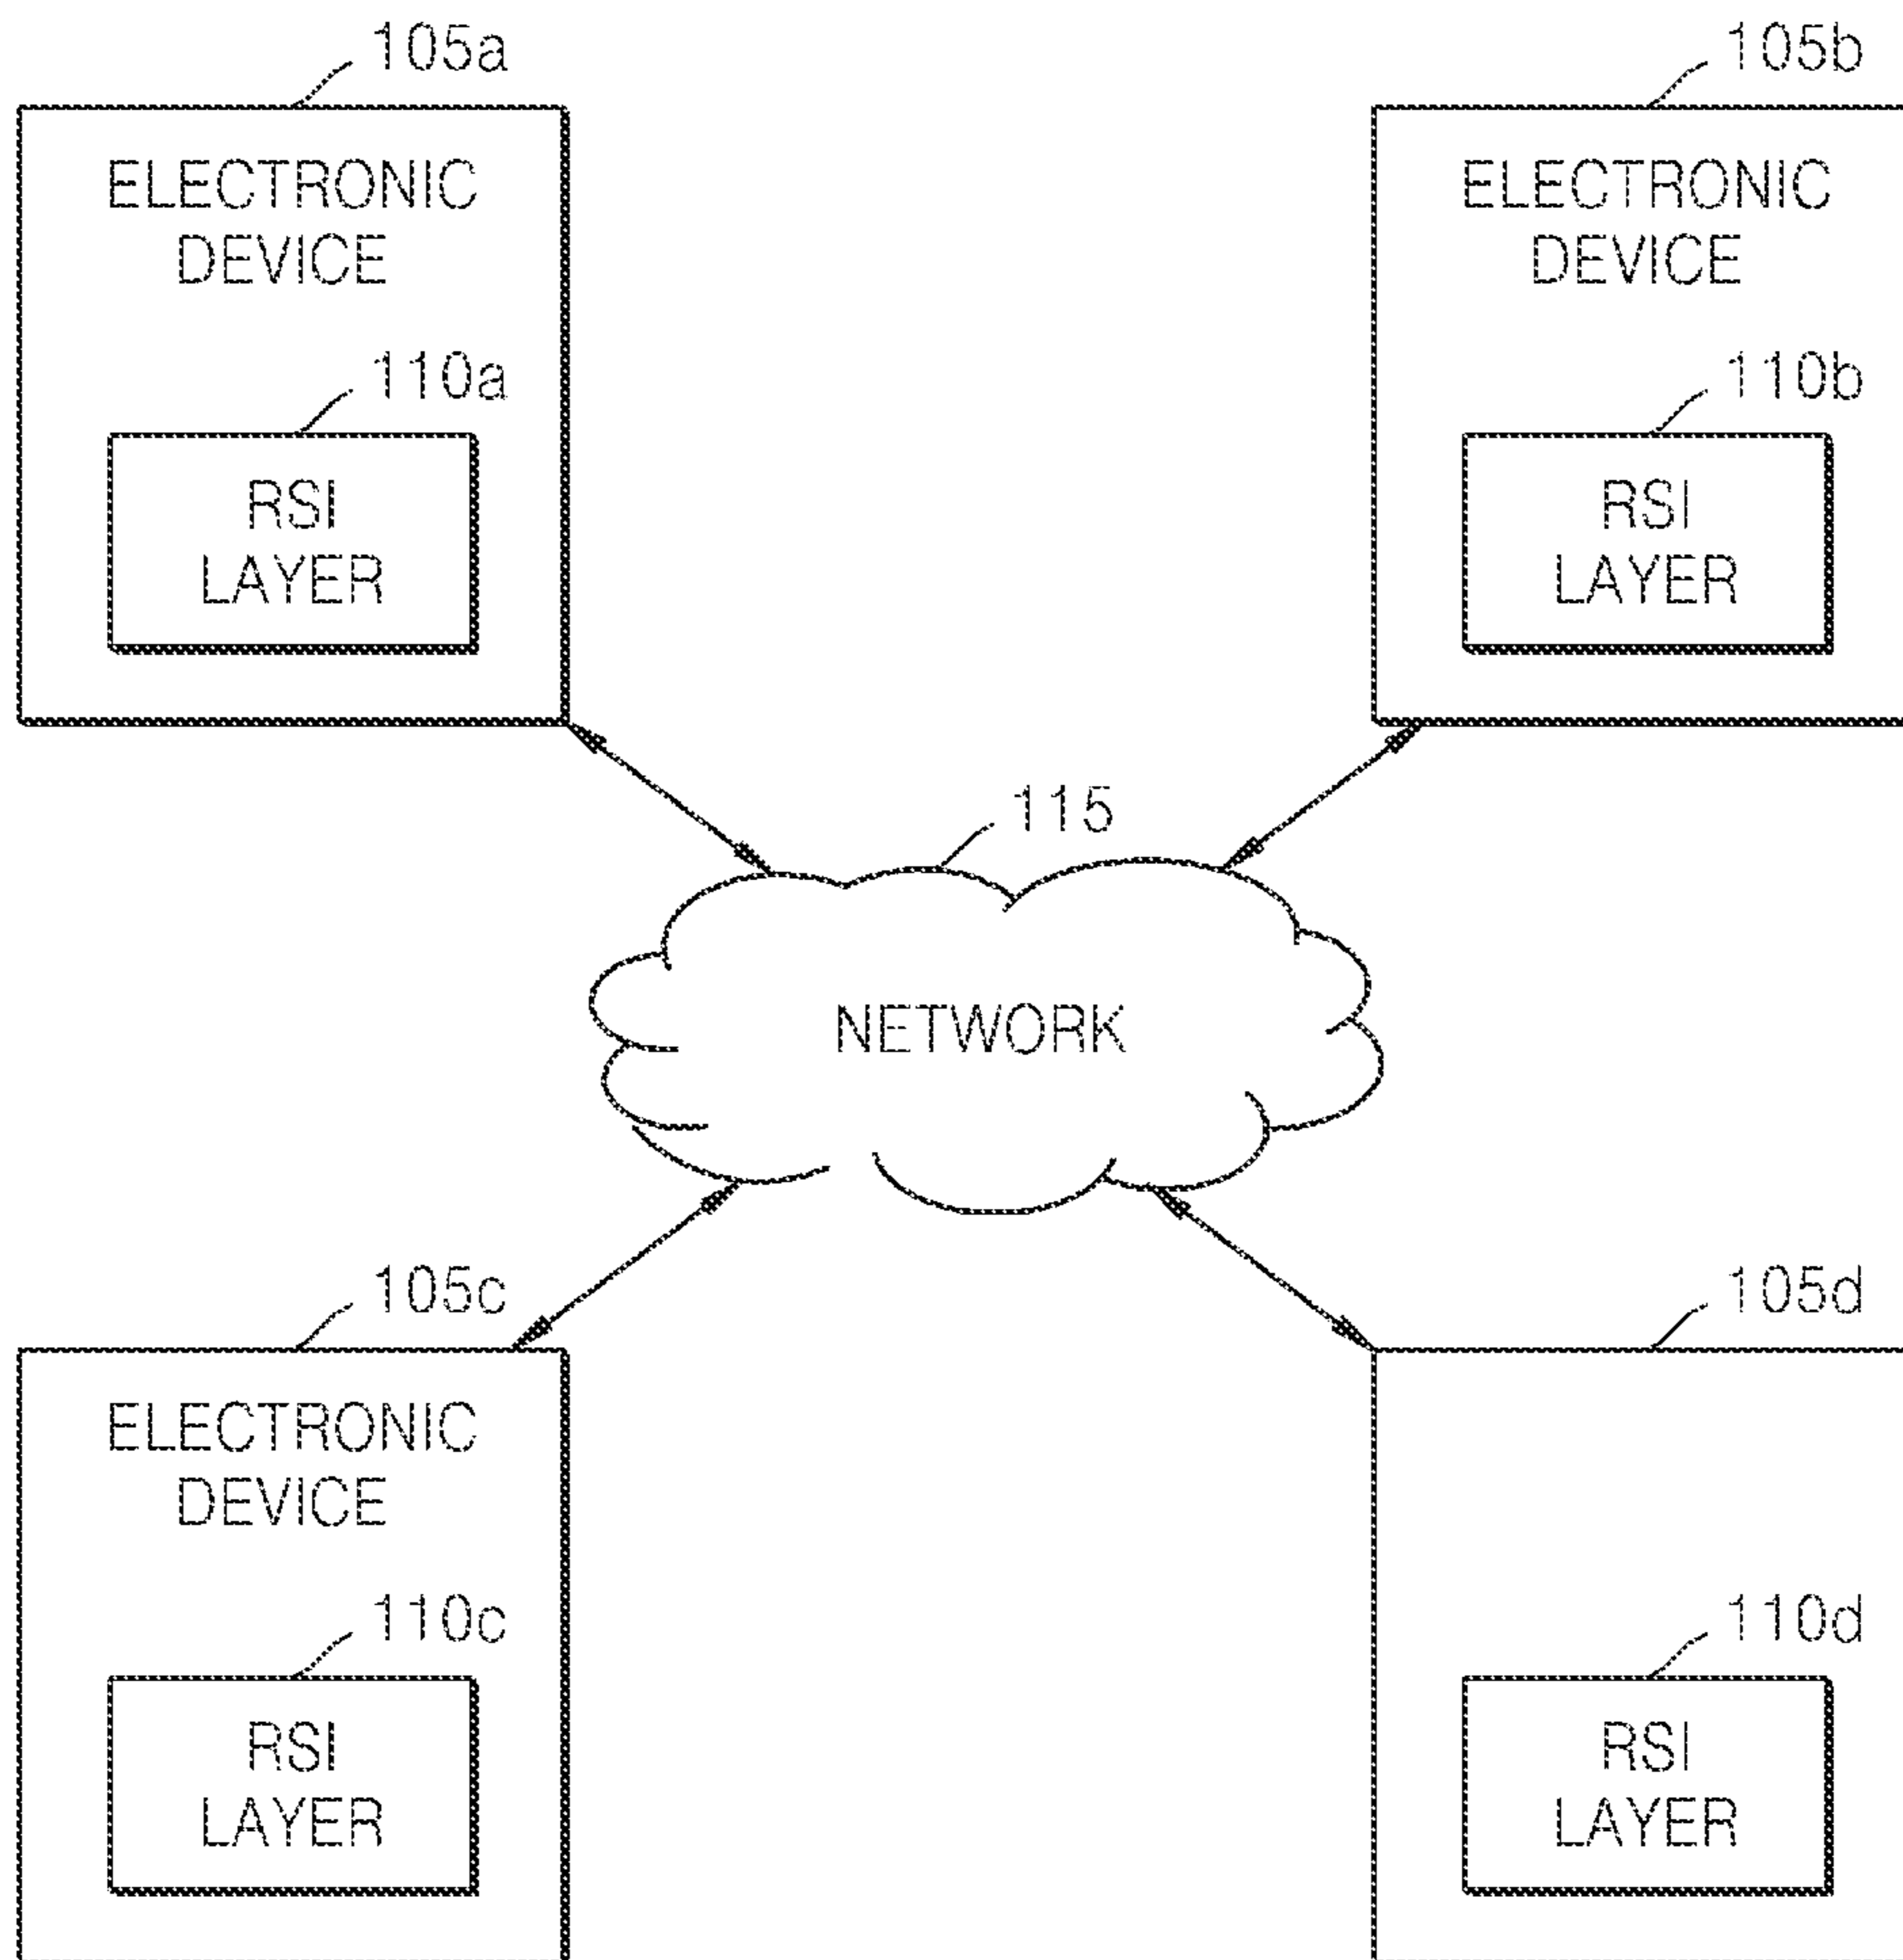 105a
105b
ELECTRONIC
DEVICE
ELECTRONIC
DEVICE
110a
110b
RSI
LAYER
RSI
LAYER
115
NETWORK
105c
105d
ELECTRONIC
DEVICE
110c
110d
RSI
LAYER
RSI
LAYER